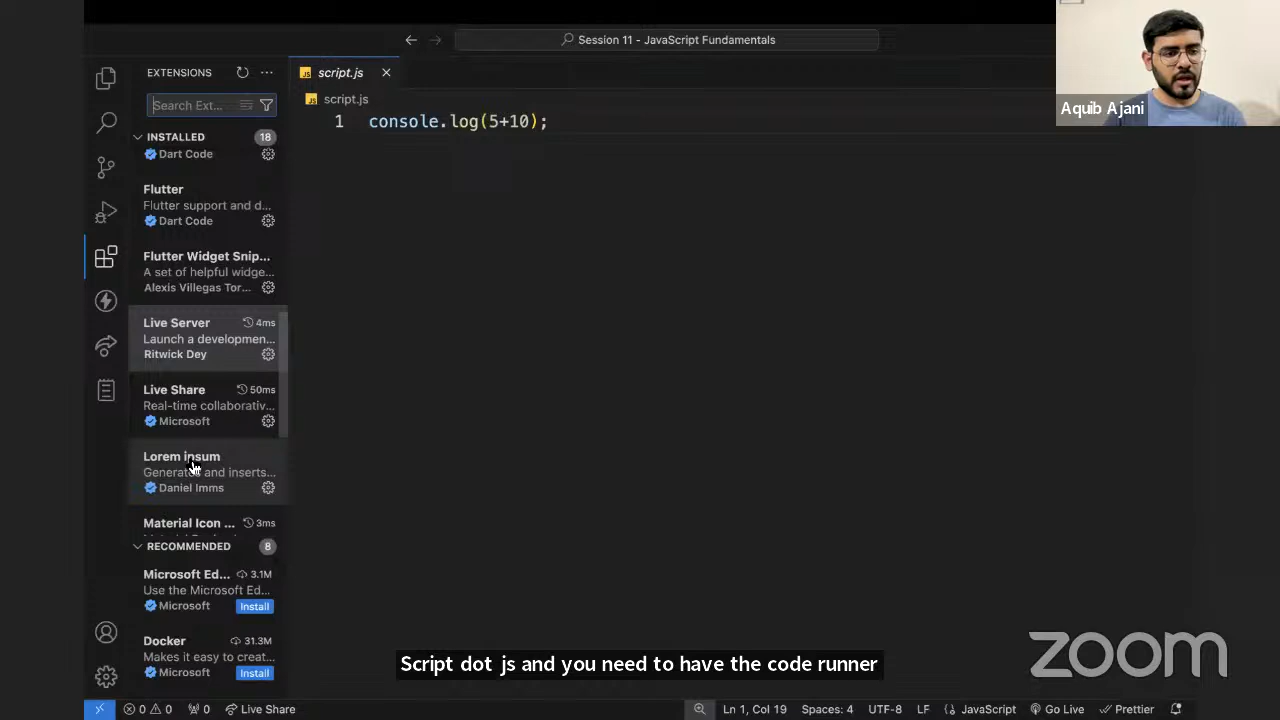 Session 11 - JavaScript Fundamentals
Aquib Ajani
EXTENSIONS
Search Ext...
INSTALLED 18
Dart Code
Flutter
Flutter support and d...
Dart Code
Flutter Widget Snip...
A set of helpful widge...
Alexis Villegas Tor...
Live Server 4ms
Launch a developmen...
Ritwick Dey
Live Share 50ms
Real-time collaborativ...
Microsoft
Lorem ipsum
Generates and inserts...
Daniel Imms
Material Icon ... 3ms
RECOMMENDED 8
Microsoft Ed... 3.1M
Use the Microsoft Ed...
Microsoft Install
Docker 31.3M
Makes it easy to creat...
Microsoft Install
JS script.js
JS script.js
1 console.log(5+10);
Script dot js and you need to have the code runner
zoom
0 0 0 Live Share Ln 1, Col 19 Spaces: 4 UTF-8 LF {} JavaScript Go Live Prettier